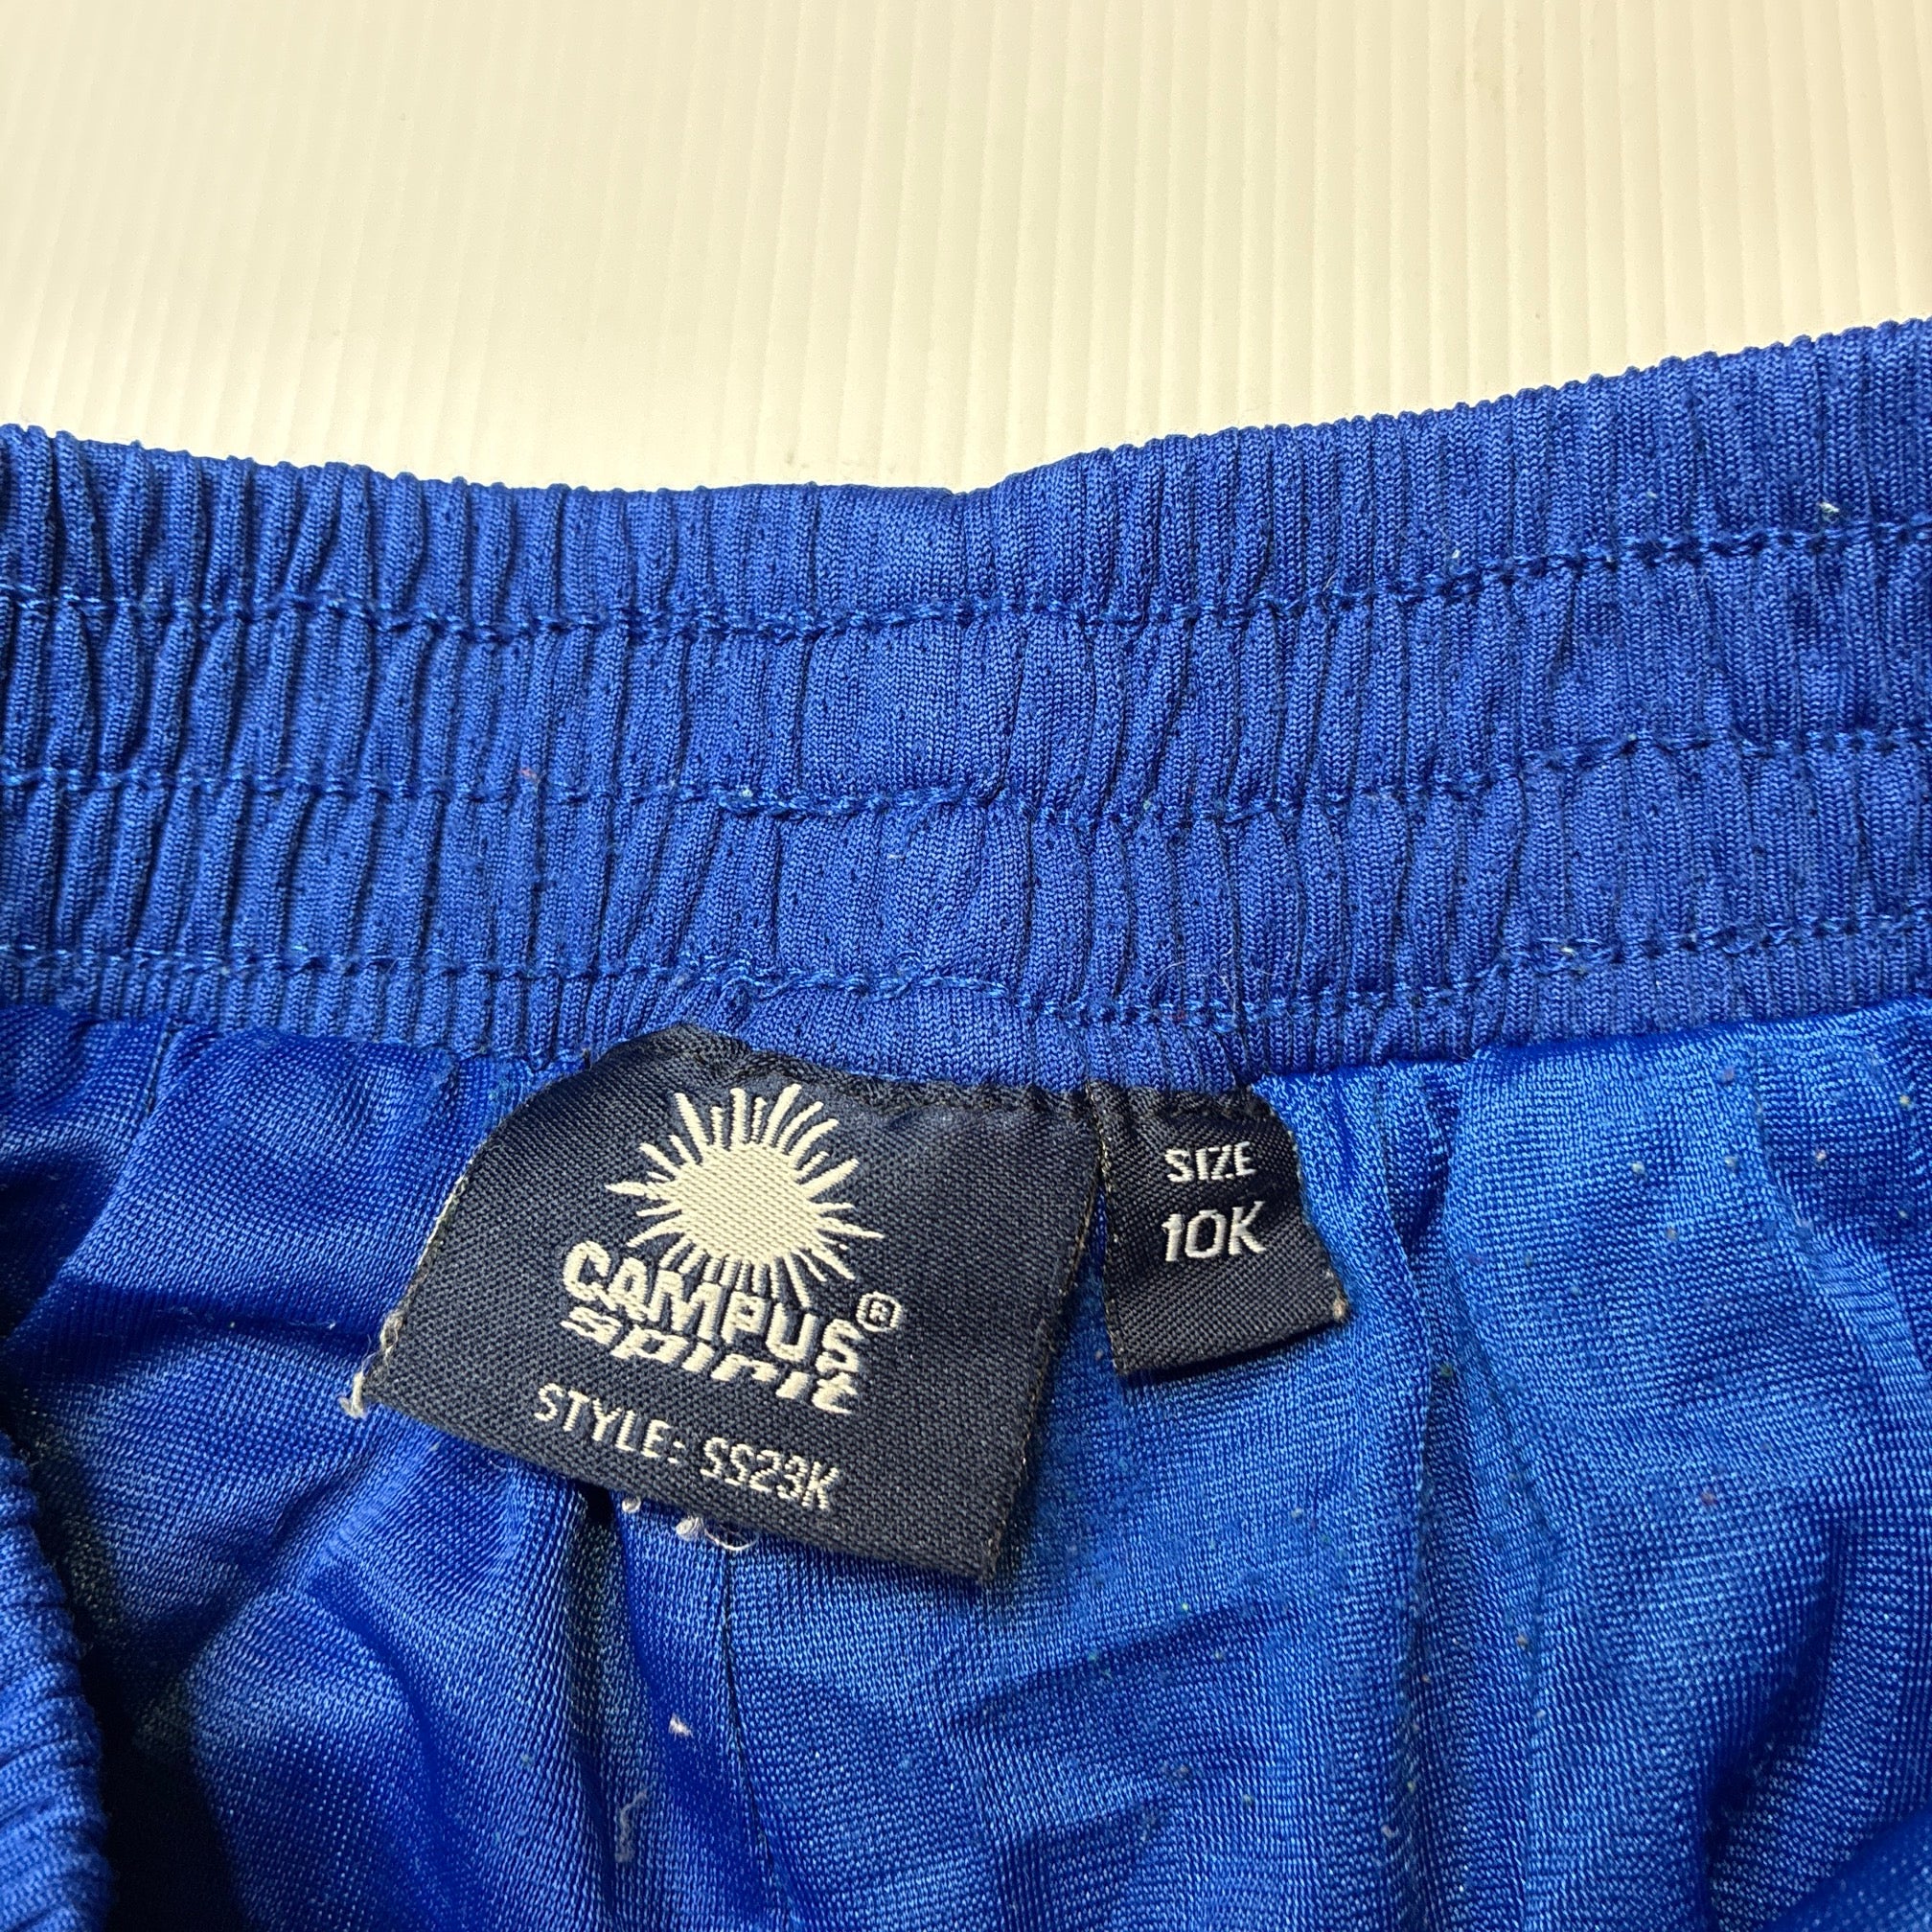 CAMPUS®
spirit
STYLE: SS23K
SIZE
10K